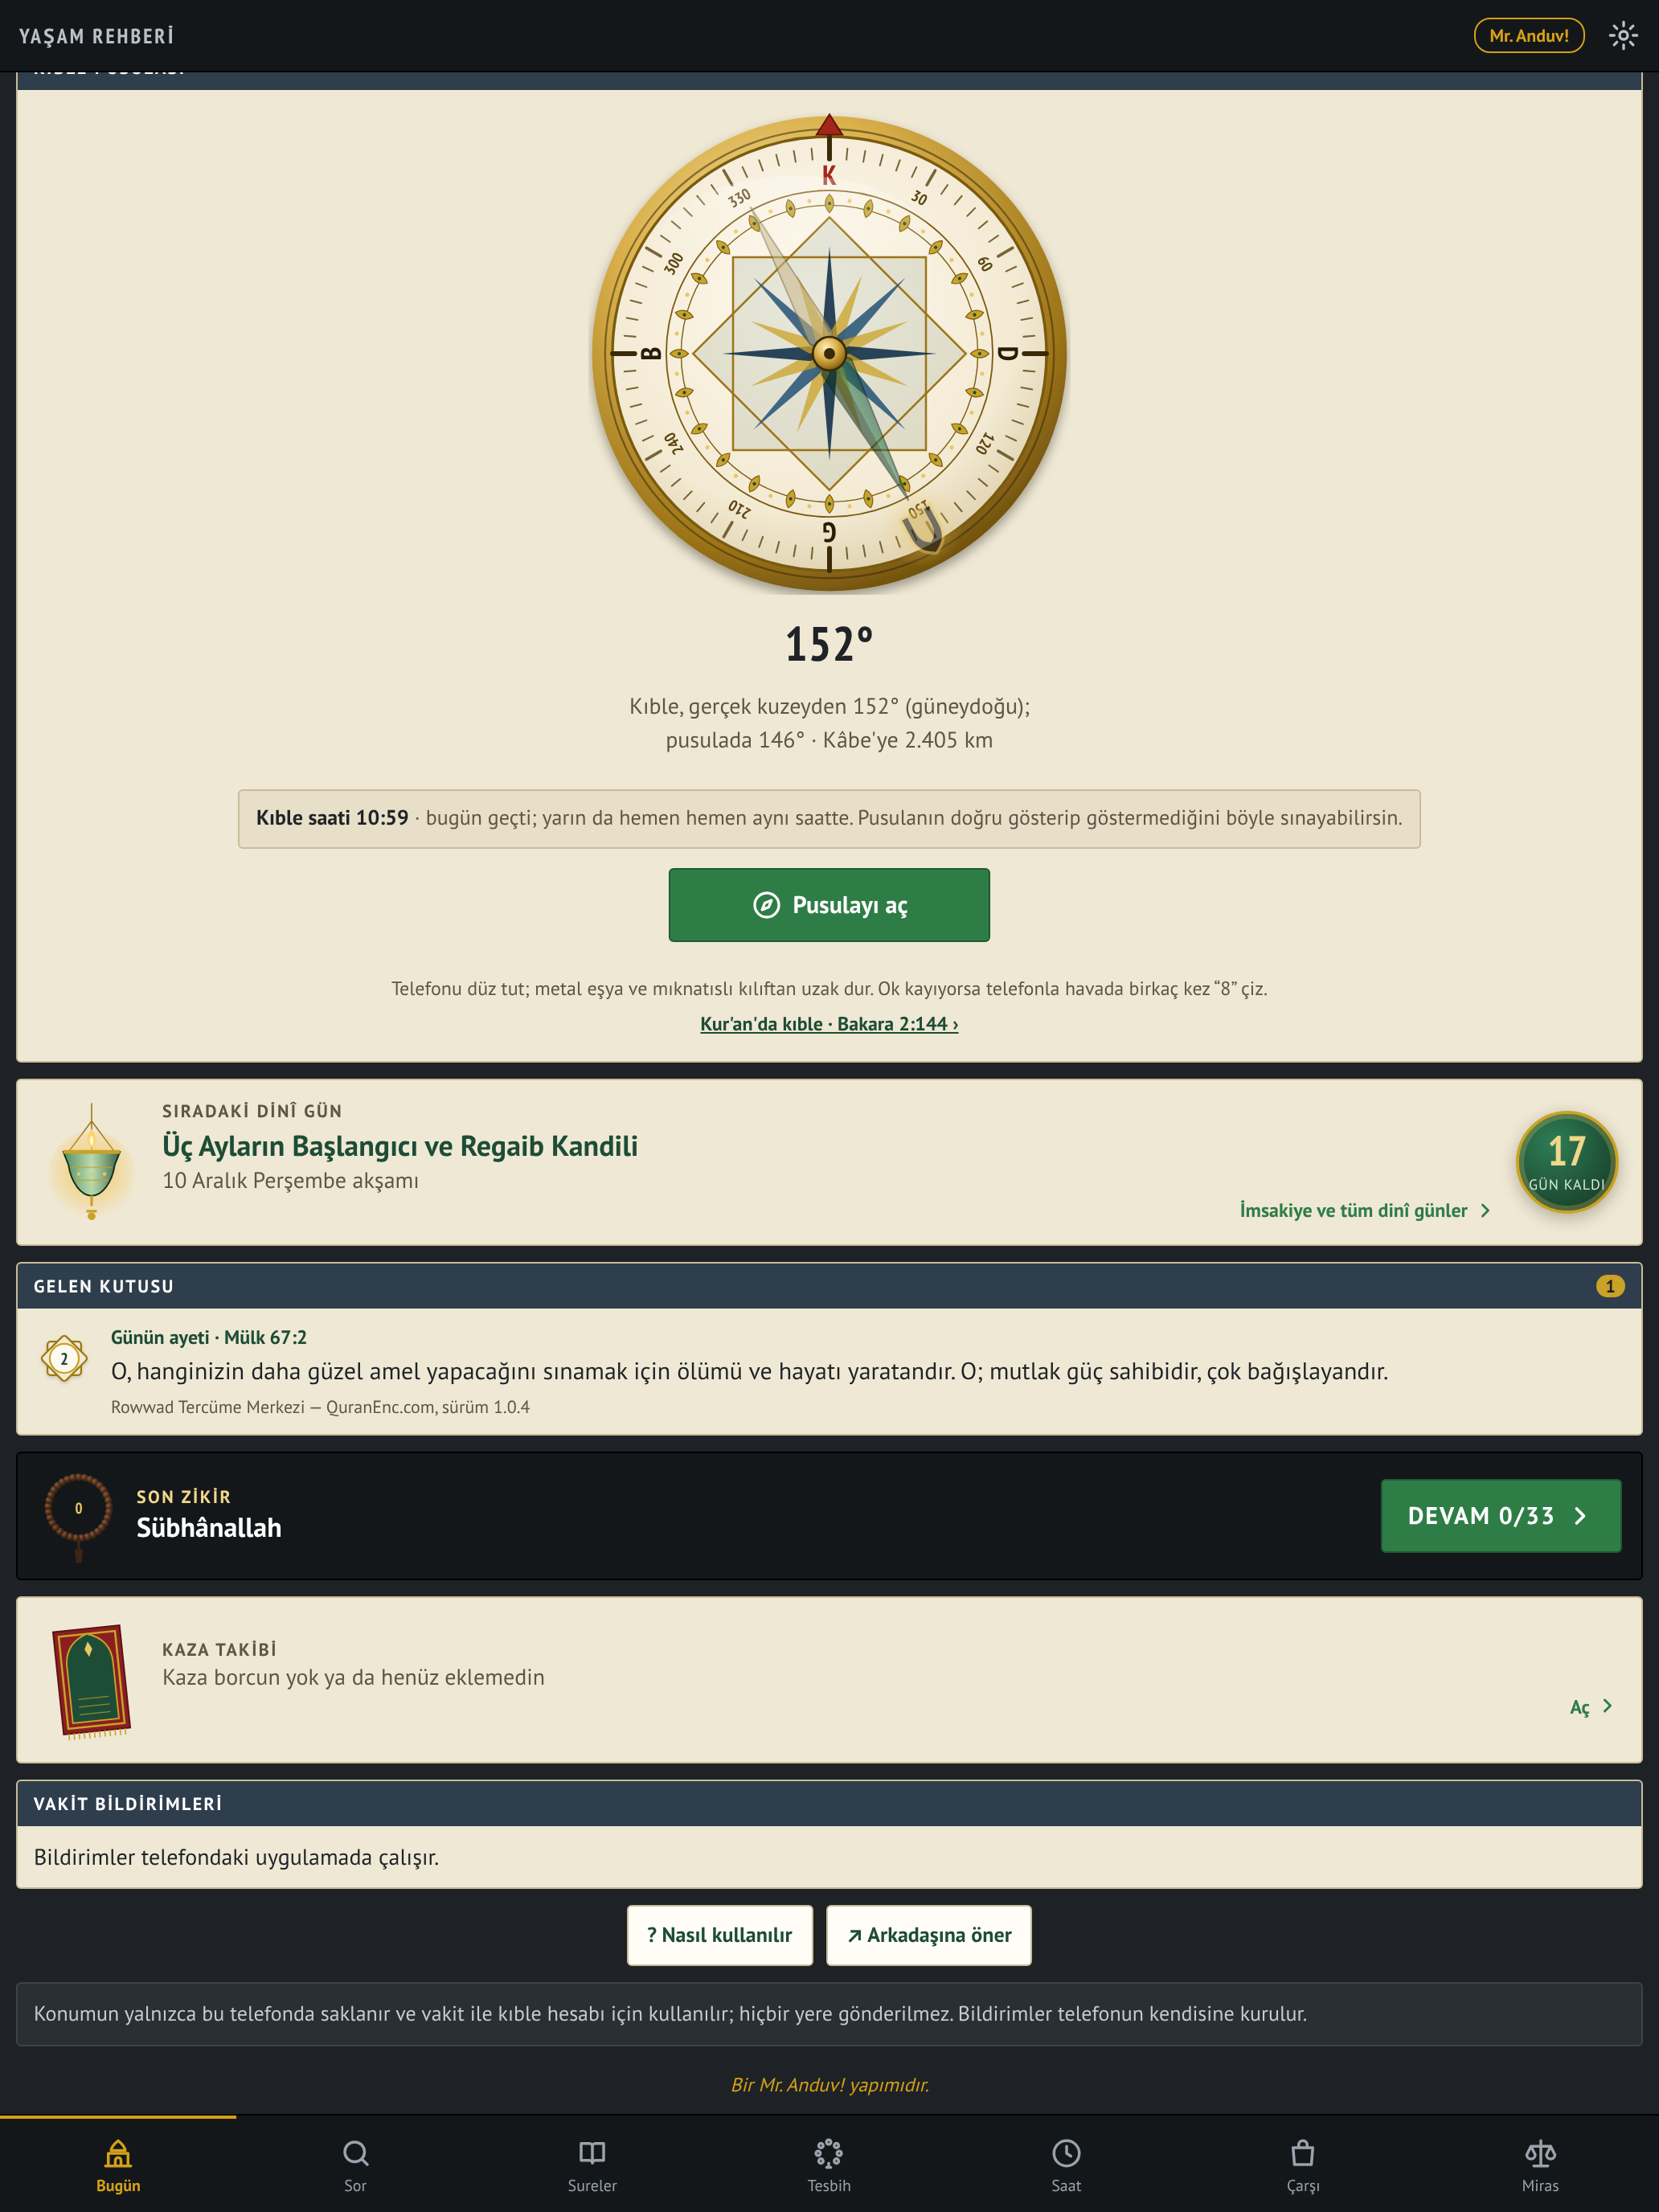 YAŞAM REHBERİ
Mr. Anduv!
K
30
60
D
120
150
G
210
240
B
300
330
152°
Kıble, gerçek kuzeyden 152° (güneydoğu);
pusulada 146° · Kâbe'ye 2.405 km
Kıble saati 10:59 · bugün geçti; yarın da hemen hemen aynı saatte. Pusulanın doğru gösterip göstermediğini böyle sınayabilirsin.
Pusulayı aç
Telefonu düz tut; metal eşya ve mıknatıslı kılıftan uzak dur. Ok kayıyorsa telefonla havada birkaç kez “8” çiz.
Kur'an'da kıble · Bakara 2:144 ›
SIRADAKİ DİNÎ GÜN
Üç Ayların Başlangıcı ve Regaib Kandili
10 Aralık Perşembe akşamı
İmsakiye ve tüm dinî günler
17
GÜN KALDI
GELEN KUTUSU
1
2
Günün ayeti · Mülk 67:2
O, hanginizin daha güzel amel yapacağını sınamak için ölümü ve hayatı yaratandır. O; mutlak güç sahibidir, çok bağışlayandır.
Rowwad Tercüme Merkezi — QuranEnc.com, sürüm 1.0.4
0
SON ZİKİR
Sübhânallah
DEVAM 0/33
KAZA TAKİBİ
Kaza borcun yok ya da henüz eklemedin
Aç
VAKİT BİLDİRİMLERİ
Bildirimler telefondaki uygulamada çalışır.
? Nasıl kullanılır
Arkadaşına öner
Konumun yalnızca bu telefonda saklanır ve vakit ile kıble hesabı için kullanılır; hiçbir yere gönderilmez. Bildirimler telefonun kendisine kurulur.
Bir Mr. Anduv! yapımıdır.
Bugün
Sor
Sureler
Tesbih
Saat
Çarşı
Miras